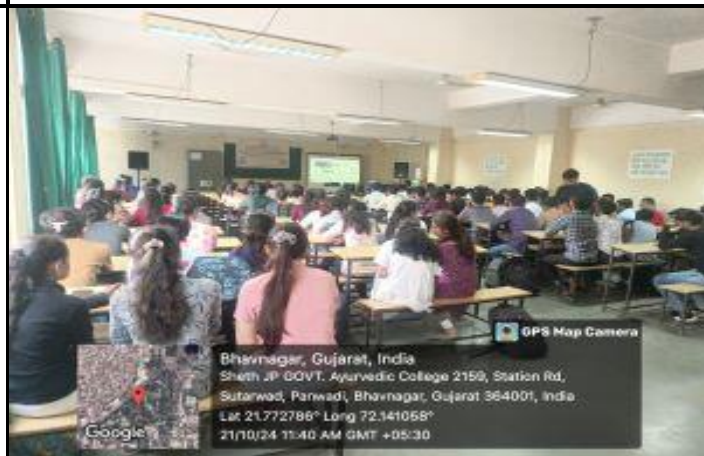 GPS Map Camera
Bhavnagar, Gujarat, India
Sheth JP GOVT. Ayurvedic College 2159, Station Rd,
Sutarwad, Panwadi, Bhavnagar, Gujarat 364001, India
Lat 21.772786° Long 72.141058°
21/10/24 11:40 AM GMT +05:30
Google